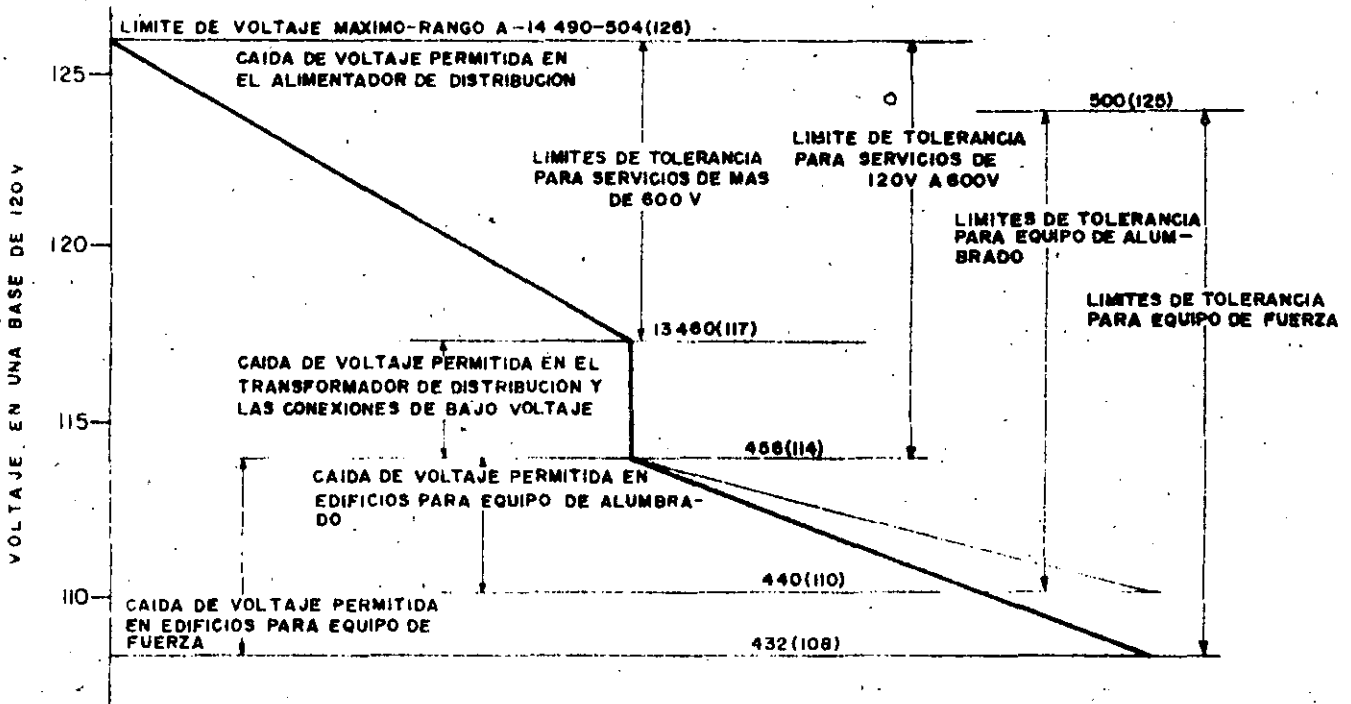 LIMITE DE VOLTAJE MAXIMO-RANGO A-14 490-504(126)
CAIDA DE VOLTAJE PERMITIDA EN
EL ALIMENTADOR DE DISTRIBUCIÓN
125
500(125)
LIMITES DE TOLERANCIA
PARA SERVICIOS DE MAS
DE 600 V
LIMITE DE TOLERANCIA
PARA SERVICIOS DE
120V A 600V
LIMITES DE TOLERANCIA
PARA EQUIPO DE ALUM-
BRADO
LIMITES DE TOLERANCIA
PARA EQUIPO DE FUERZA
120
VOLTAJE, EN UNA BASE DE 120 V
13 460(117)
CAIDA DE VOLTAJE PERMITIDA EN EL
TRANSFORMADOR DE DISTRIBUCION Y
LAS CONEXIONES DE BAJO VOLTAJE
115
456(114)
CAIDA DE VOLTAJE PERMITIDA EN
EDIFICIOS PARA EQUIPO DE ALUMBRA-
DO
440(110)
110
CAIDA DE VOLTAJE PERMITIDA
EN EDIFICIOS PARA EQUIPO DE
FUERZA
432(108)